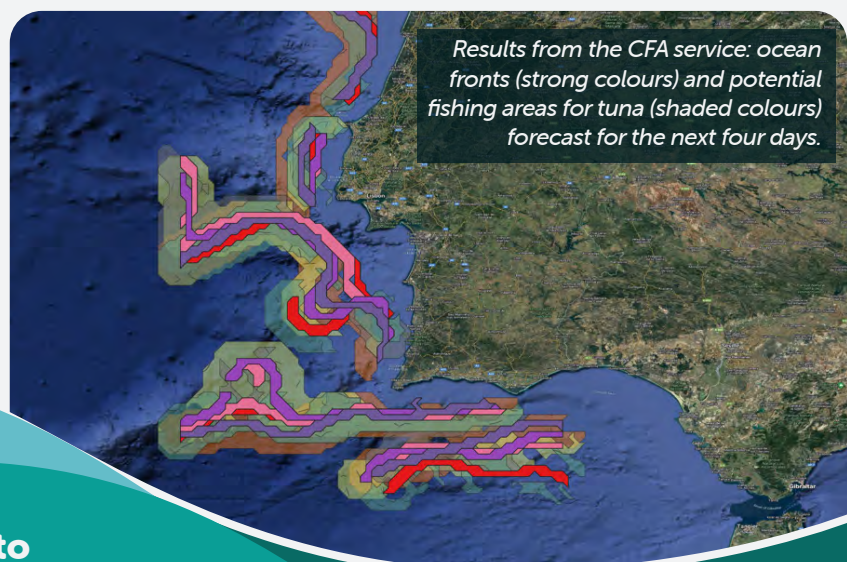 Results from the CFA service: ocean
fronts (strong colours) and potential
fishing areas for tuna (shaded colours)
forecast for the next four days.
Lisbon
Gibraltar
to